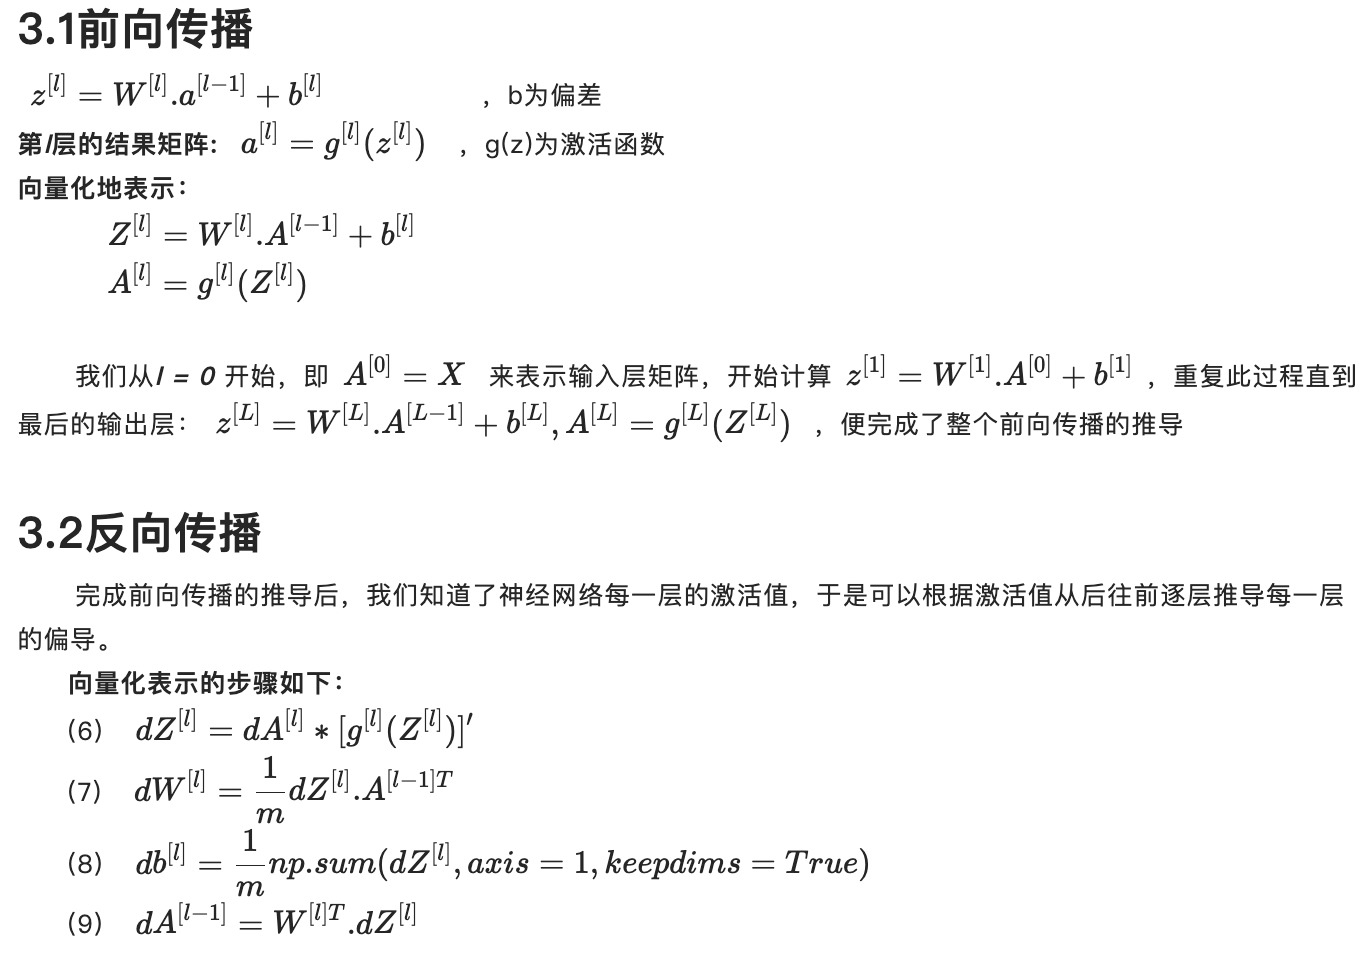 3.1前向传播
z^{[l]} = W^{[l]}.a^{[l-1]} + b^{[l]} ，b为偏差
第l层的结果矩阵: a^{[l]} = g^{[l]}(z^{[l]}) ，g(z)为激活函数
向量化地表示:
Z^{[l]} = W^{[l]}.A^{[l-1]} + b^{[l]}
A^{[l]} = g^{[l]}(Z^{[l]})
我们从l = 0 开始，即 A^{[0]} = X 来表示输入层矩阵，开始计算 z^{[1]} = W^{[1]}.A^{[0]} + b^{[1]} ，重复此过程直到
最后的输出层: z^{[L]} = W^{[L]}.A^{[L-1]} + b^{[L]}, A^{[L]} = g^{[L]}(Z^{[L]}) ，便完成了整个前向传播的推导
3.2反向传播
完成前向传播的推导后，我们知道了神经网络每一层的激活值，于是可以根据激活值从后往前逐层推导每一层
的偏导。
向量化表示的步骤如下:
(6) dZ^{[l]} = dA^{[l]} * [g^{[l]}(Z^{[l]})]′
(7) dW^{[l]} = \frac{1}{m}dZ^{[l]}.A^{[l-1]T}
(8) db^{[l]} = \frac{1}{m}np.sum(dZ^{[l]}, axis = 1, keepdims = True)
(9) dA^{[l-1]} = W^{[l]T}.dZ^{[l]}